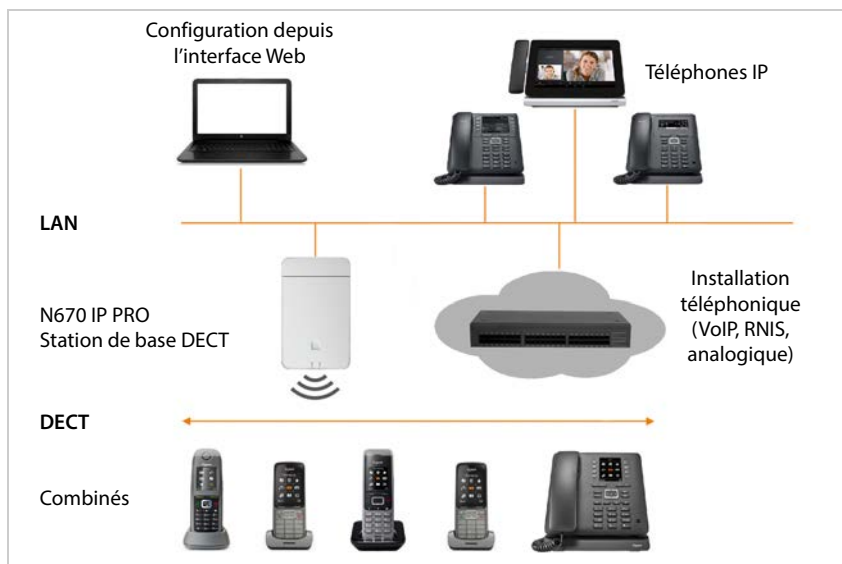 Configuration depuis
l’interface Web
Téléphones IP
LAN
N670 IP PRO
Station de base DECT
Installation
téléphonique
(VoIP, RNIS,
analogique)
DECT
Combinés